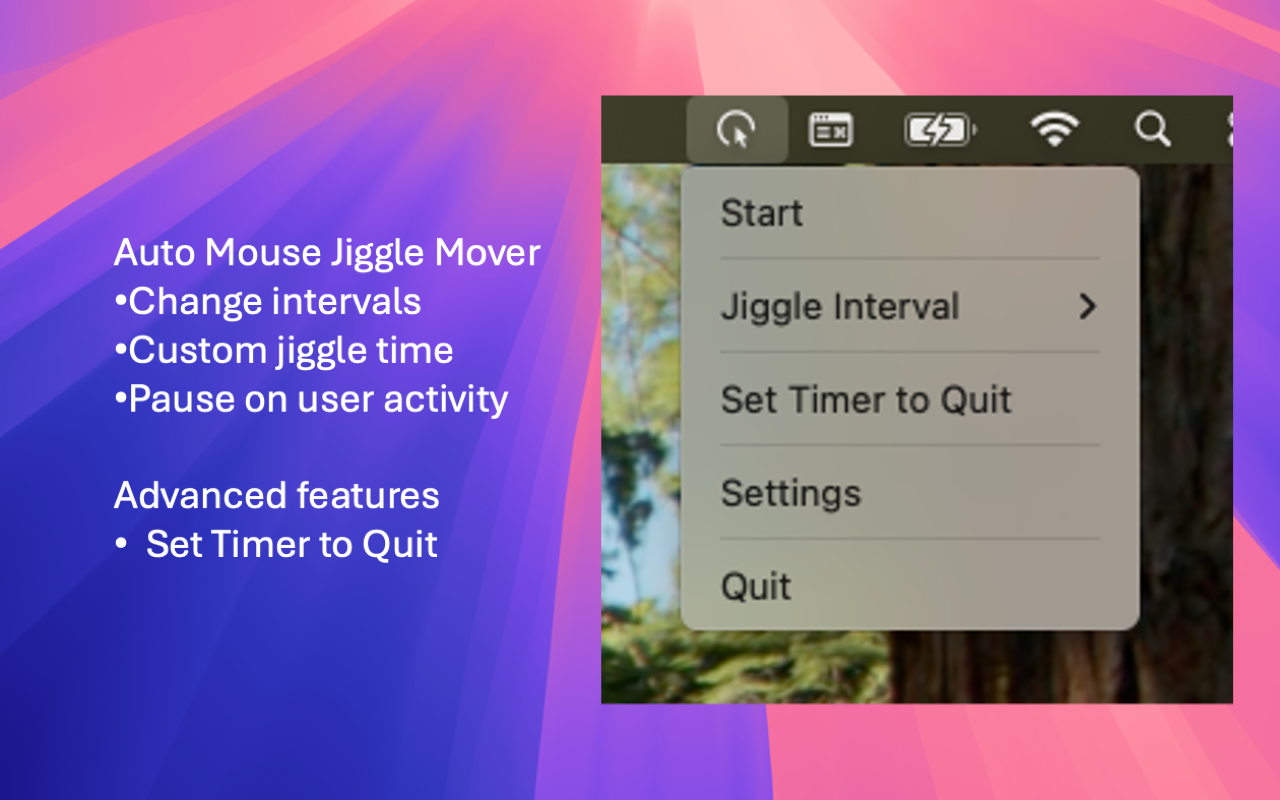 Auto Mouse Jiggle Mover
•Change intervals
•Custom jiggle time
•Pause on user activity
Advanced features
• Set Timer to Quit
Start
Jiggle Interval
Set Timer to Quit
Settings
Quit